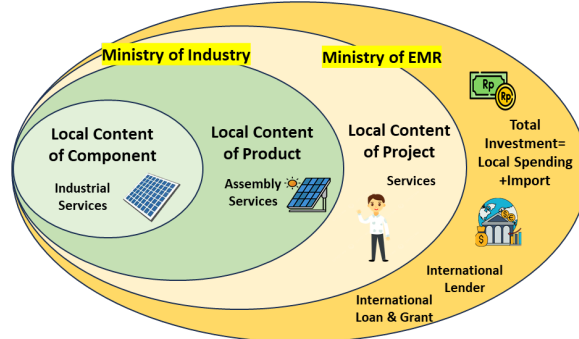 Ministry of Industry
Ministry of EMR
Local Content
of Component
Industrial
Services
Local Content
of Product
Assembly
Services
Local Content
of Project
Services
Rp
Rp
Total
Investment=
Local Spending
+Import
$
International
Lender
International
Loan & Grant